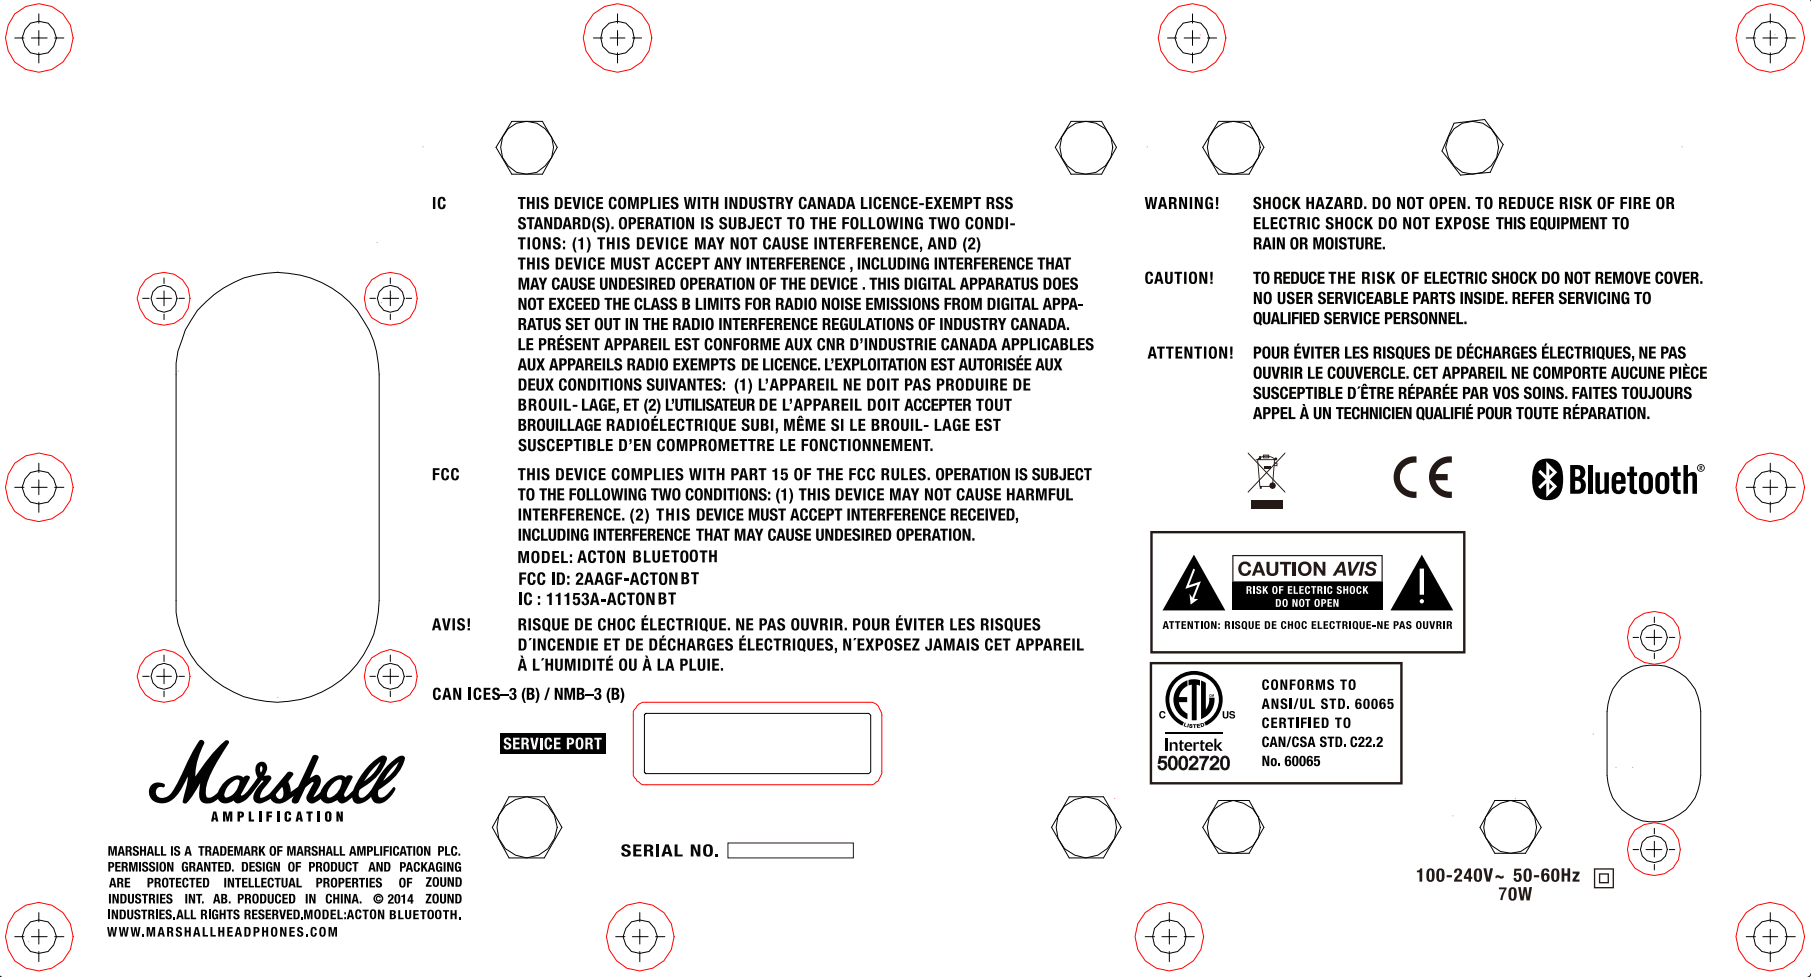 IC
THIS DEVICE COMPLIES WITH INDUSTRY CANADA LICENCE-EXEMPT RSS
STANDARD(S). OPERATION IS SUBJECT TO THE FOLLOWING TWO CONDI-
TIONS: (1) THIS DEVICE MAY NOT CAUSE INTERFERENCE, AND (2)
THIS DEVICE MUST ACCEPT ANY INTERFERENCE , INCLUDING INTERFERENCE THAT
MAY CAUSE UNDESIRED OPERATION OF THE DEVICE . THIS DIGITAL APPARATUS DOES
NOT EXCEED THE CLASS B LIMITS FOR RADIO NOISE EMISSIONS FROM DIGITAL APPA-
RATUS SET OUT IN THE RADIO INTERFERENCE REGULATIONS OF INDUSTRY CANADA.
LE PRÉSENT APPAREIL EST CONFORME AUX CNR D'INDUSTRIE CANADA APPLICABLES
AUX APPAREILS RADIO EXEMPTS DE LICENCE. L'EXPLOITATION EST AUTORISÉE AUX
DEUX CONDITIONS SUIVANTES: (1) L'APPAREIL NE DOIT PAS PRODUIRE DE
BROUIL- LAGE, ET (2) L'UTILISATEUR DE L'APPAREIL DOIT ACCEPTER TOUT
BROUILLAGE RADIOÉLECTRIQUE SUBI, MÊME SI LE BROUIL- LAGE EST
SUSCEPTIBLE D'EN COMPROMETTRE LE FONCTIONNEMENT.
FCC
THIS DEVICE COMPLIES WITH PART 15 OF THE FCC RULES. OPERATION IS SUBJECT
TO THE FOLLOWING TWO CONDITIONS: (1) THIS DEVICE MAY NOT CAUSE HARMFUL
INTERFERENCE. (2) THIS DEVICE MUST ACCEPT INTERFERENCE RECEIVED,
INCLUDING INTERFERENCE THAT MAY CAUSE UNDESIRED OPERATION.
MODEL: ACTON BLUETOOTH
FCC ID: 2AAGF-ACTONBT
IC : 11153A-ACTONBT
AVIS!
RISQUE DE CHOC ÉLECTRIQUE. NE PAS OUVRIR. POUR ÉVITER LES RISQUES
D´INCENDIE ET DE DÉCHARGES ÉLECTRIQUES, N´EXPOSEZ JAMAIS CET APPAREIL
À L´HUMIDITÉ OU À LA PLUIE.
CAN ICES–3 (B) / NMB–3 (B)
SERVICE PORT
SERIAL NO.
Marshall
AMPLIFICATION
MARSHALL IS A TRADEMARK OF MARSHALL AMPLIFICATION PLC.
PERMISSION GRANTED. DESIGN OF PRODUCT AND PACKAGING
ARE PROTECTED INTELLECTUAL PROPERTIES OF ZOUND
INDUSTRIES INT. AB. PRODUCED IN CHINA. © 2014 ZOUND
INDUSTRIES.ALL RIGHTS RESERVED.MODEL:ACTON BLUETOOTH.
WWW.MARSHALLHEADPHONES.COM
WARNING!
SHOCK HAZARD. DO NOT OPEN. TO REDUCE RISK OF FIRE OR
ELECTRIC SHOCK DO NOT EXPOSE THIS EQUIPMENT TO
RAIN OR MOISTURE.
CAUTION!
TO REDUCE THE RISK OF ELECTRIC SHOCK DO NOT REMOVE COVER.
NO USER SERVICEABLE PARTS INSIDE. REFER SERVICING TO
QUALIFIED SERVICE PERSONNEL.
ATTENTION!
POUR ÉVITER LES RISQUES DE DÉCHARGES ÉLECTRIQUES, NE PAS
OUVRIR LE COUVERCLE. CET APPAREIL NE COMPORTE AUCUNE PIÈCE
SUSCEPTIBLE D´ÊTRE RÉPARÉE PAR VOS SOINS. FAITES TOUJOURS
APPEL À UN TECHNICIEN QUALIFIÉ POUR TOUTE RÉPARATION.
CE
Bluetooth®
CAUTION AVIS
RISK OF ELECTRIC SHOCK
DO NOT OPEN
ATTENTION: RISQUE DE CHOC ELECTRIQUE-NE PAS OUVRIR
ETL
LISTED
C US
Intertek
5002720
CONFORMS TO
ANSI/UL STD. 60065
CERTIFIED TO
CAN/CSA STD. C22.2
No. 60065
100-240V~ 50-60Hz
70W